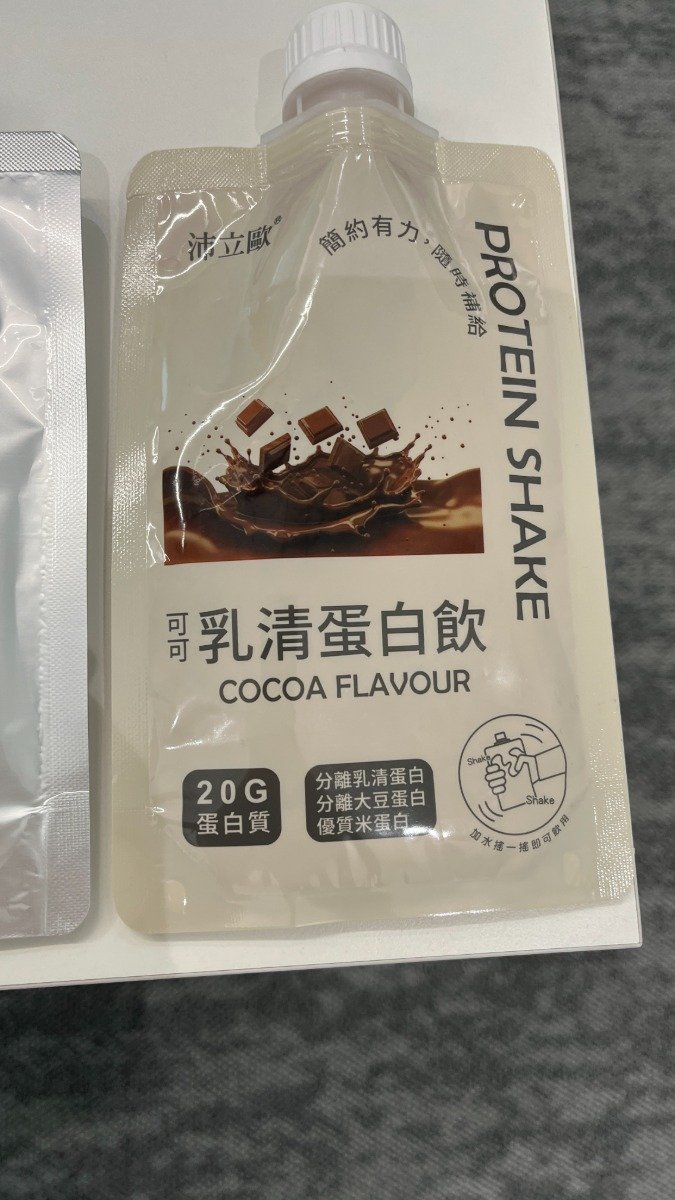 沛立歐®
簡約有力，隨時補給
PROTEIN SHAKE
可可
乳清蛋白飲
COCOA FLAVOUR
20G
蛋白質
分離乳清蛋白
分離大豆蛋白
優質米蛋白
Shake
Shake
加水搖一搖即可飲用